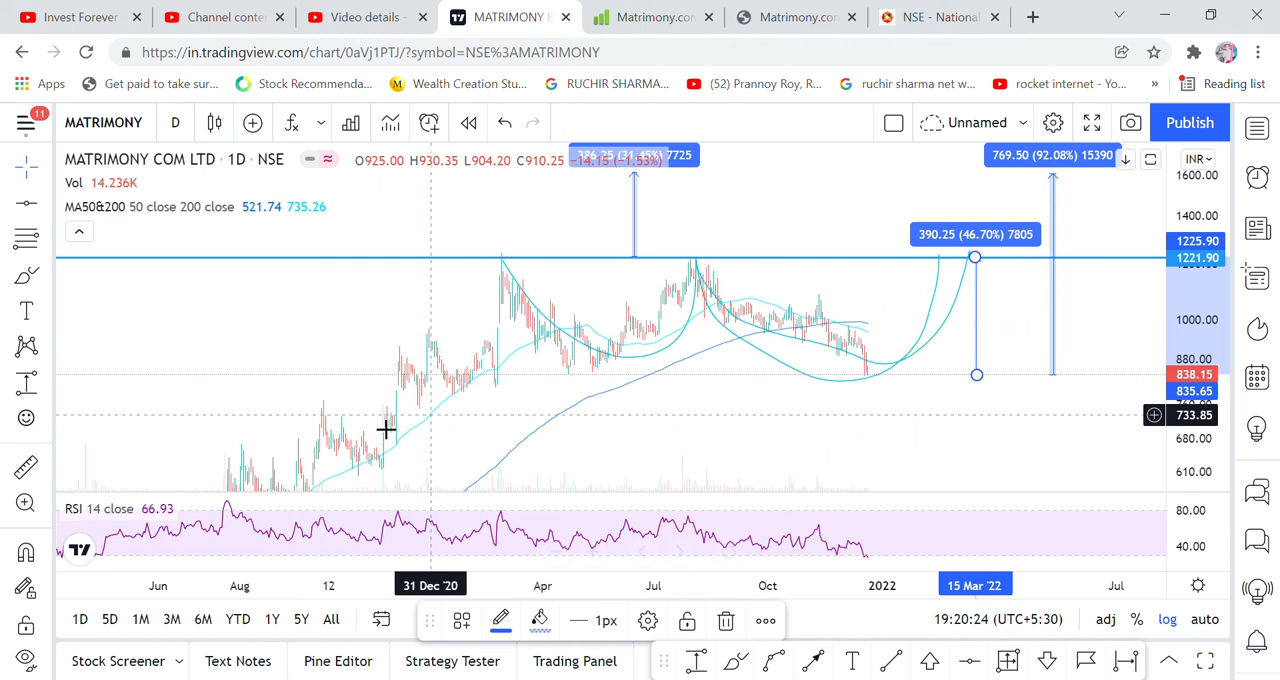 Invest Forever
Channel conte
Video details -
MATRIMONY 8
Matrimony.co
Matrimony.co
NSE - National
https://in.tradingview.com/chart/0aVj1PTJ/?symbol=NSE%3AMATRIMONY
Apps
Get paid to take sur...
Stock Recommenda...
Wealth Creation Stu...
RUCHIR SHARMA...
(52) Prannoy Roy, R...
ruchir sharma net w...
rocket internet - Yo...
»
Reading list
11
MATRIMONY
D
Unnamed
Publish
MATRIMONY COM LTD · 1D · NSE
O925.00 H930.35 L904.20 C910.25 −14.15 (−1.53%)
386.25 (31.45%) 7725
769.50 (92.08%) 15390
INR
Vol 14.236K
MA50&200 50 close 200 close 521.74 735.26
390.25 (46.70%) 7805
1600.00
1400.00
1225.90
1221.90
1000.00
880.00
838.15
835.65
733.85
680.00
610.00
RSI 14 close 66.93
80.00
40.00
Jun
Aug
12
31 Dec '20
Apr
Jul
Oct
2022
15 Mar '22
Jul
1D
5D
1M
3M
6M
YTD
1Y
5Y
All
1px
19:20:24 (UTC+5:30)
adj
%
log
auto
Stock Screener
Text Notes
Pine Editor
Strategy Tester
Trading Panel